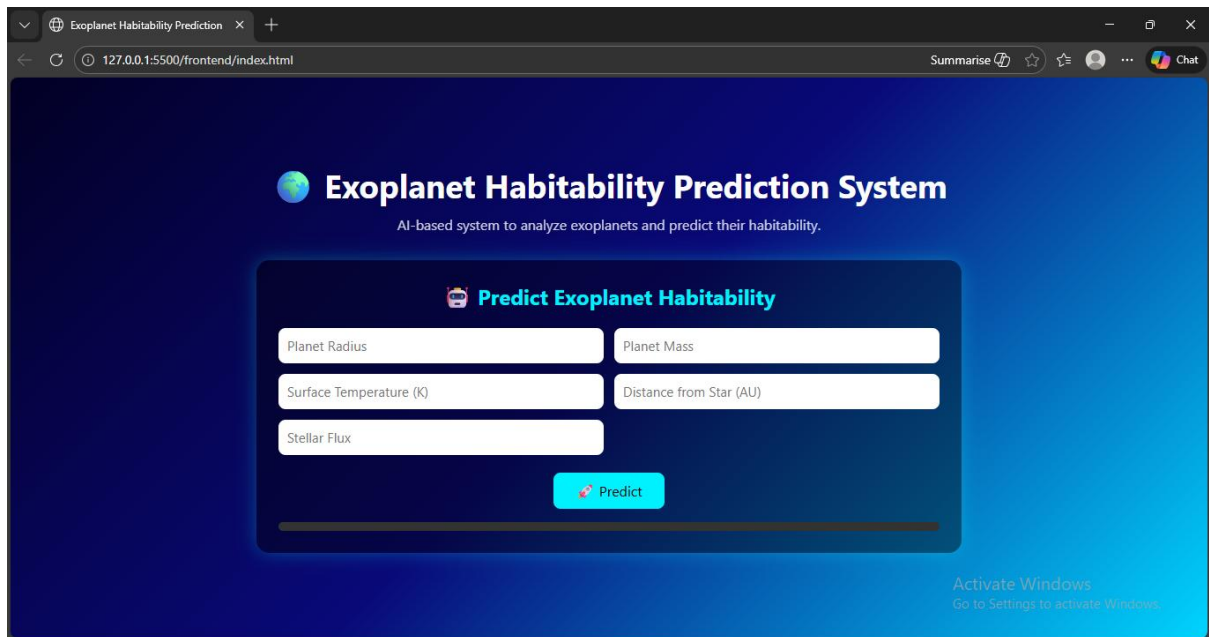 Exoplanet Habitability Prediction
127.0.0.1:5500/frontend/index.html
Summarise
Chat
Exoplanet Habitability Prediction System
AI-based system to analyze exoplanets and predict their habitability.
Predict Exoplanet Habitability
Planet Radius
Planet Mass
Surface Temperature (K)
Distance from Star (AU)
Stellar Flux
Predict
Activate Windows
Go to Settings to activate Windows.